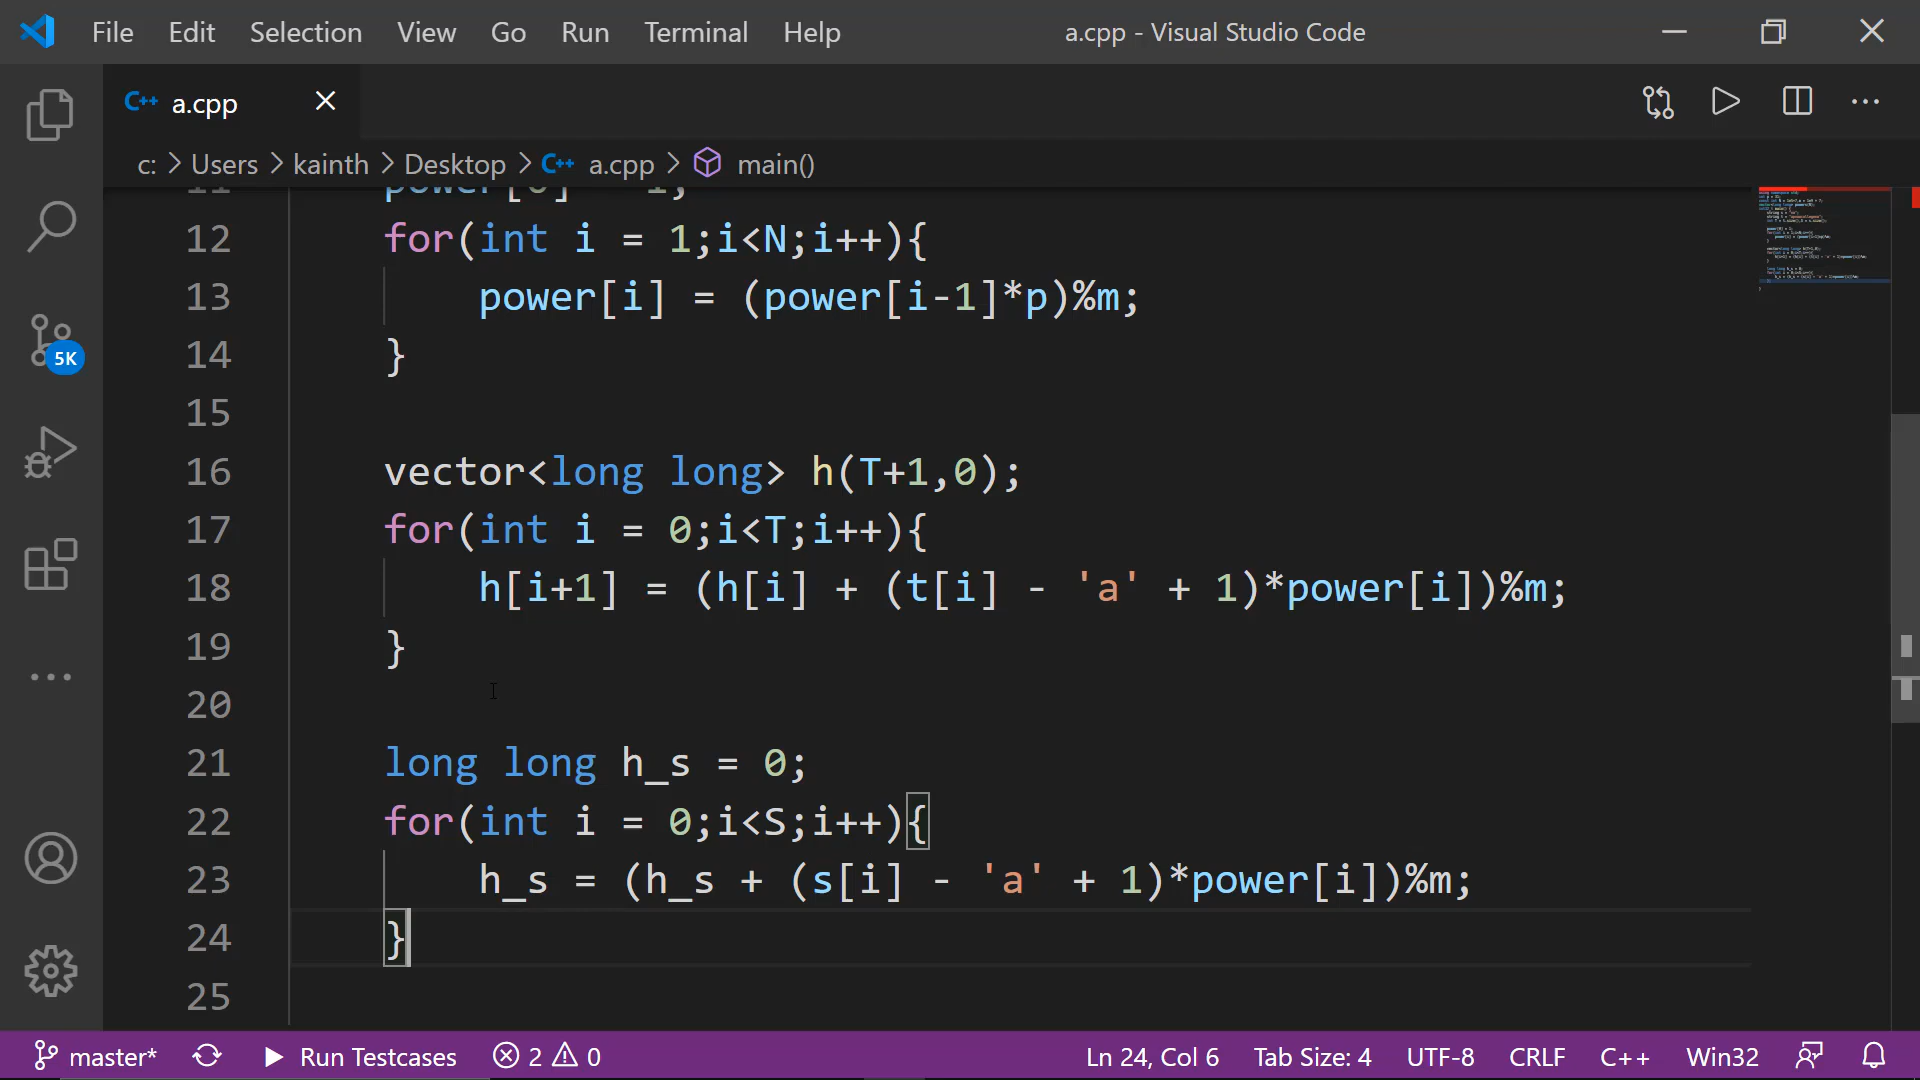 File Edit Selection View Go Run Terminal Help a.cpp - Visual Studio Code
C++ a.cpp
c: > Users > kainth > Desktop > C++ a.cpp > main()
12 for(int i = 1;i<N;i++){
13 power[i] = (power[i-1]*p)%m;
14 }
15
16 vector<long long> h(T+1,0);
17 for(int i = 0;i<T;i++){
18 h[i+1] = (h[i] + (t[i] - 'a' + 1)*power[i])%m;
19 }
20
21 long long h_s = 0;
22 for(int i = 0;i<S;i++){
23 h_s = (h_s + (s[i] - 'a' + 1)*power[i])%m;
24 }
25
5K
master* Run Testcases 2 0 Ln 24, Col 6 Tab Size: 4 UTF-8 CRLF C++ Win32